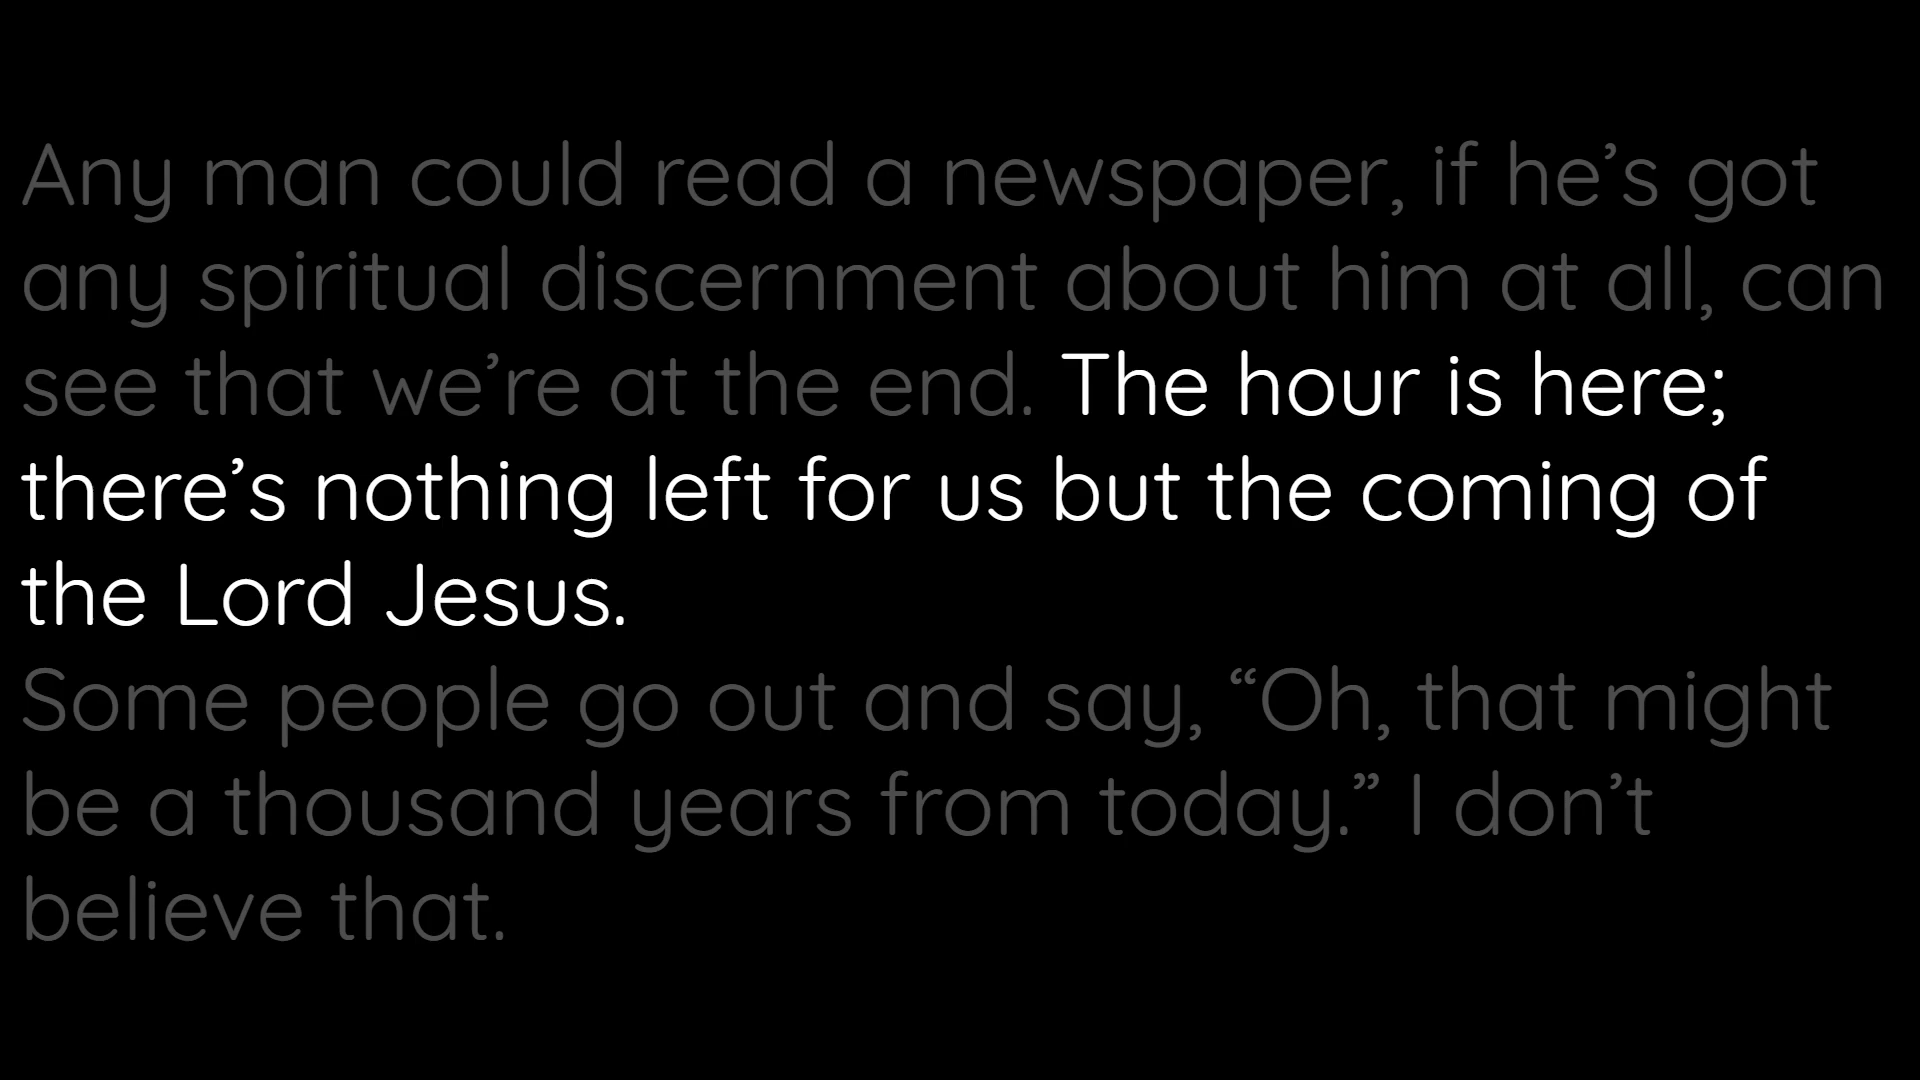 Any man could read a newspaper, if he’s got
any spiritual discernment about him at all, can
see that we’re at the end. The hour is here;
there’s nothing left for us but the coming of
the Lord Jesus.
Some people go out and say, “Oh, that might
be a thousand years from today.” I don’t
believe that.